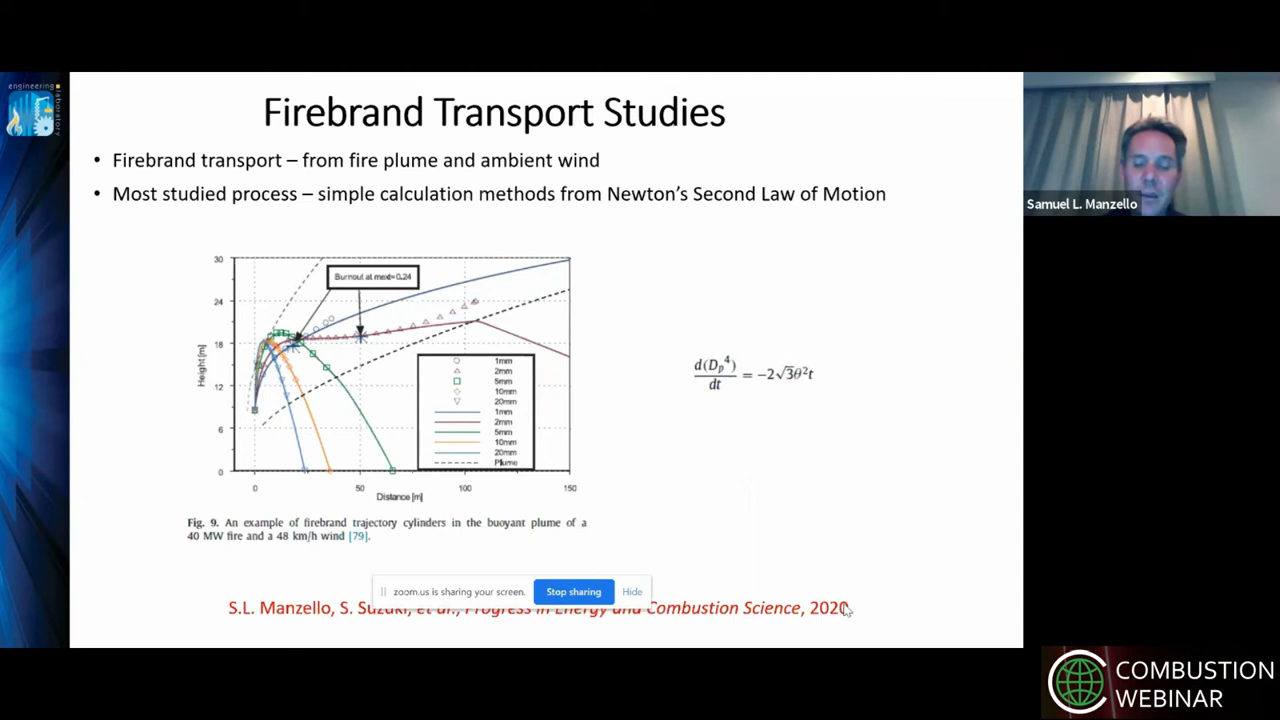 engineering
laboratory
Firebrand Transport Studies
• Firebrand transport – from fire plume and ambient wind
• Most studied process – simple calculation methods from Newton's Second Law of Motion
Samuel L. Manzello
30
24
18
12
6
0
Height [m]
Burnout at mext=0.24
1mm
2mm
5mm
10mm
20mm
1mm
2mm
5mm
10mm
20mm
Plume
0 50 100 150
Distance [m]
d(Dp⁴)/dt = −2√3θ²t
Fig. 9. An example of firebrand trajectory cylinders in the buoyant plume of a
40 MW fire and a 48 km/h wind [79].
zoom.us is sharing your screen. Stop sharing Hide
S.L. Manzello, S. Suzuki, et al., Progress in Energy and Combustion Science, 2020
COMBUSTION
WEBINAR